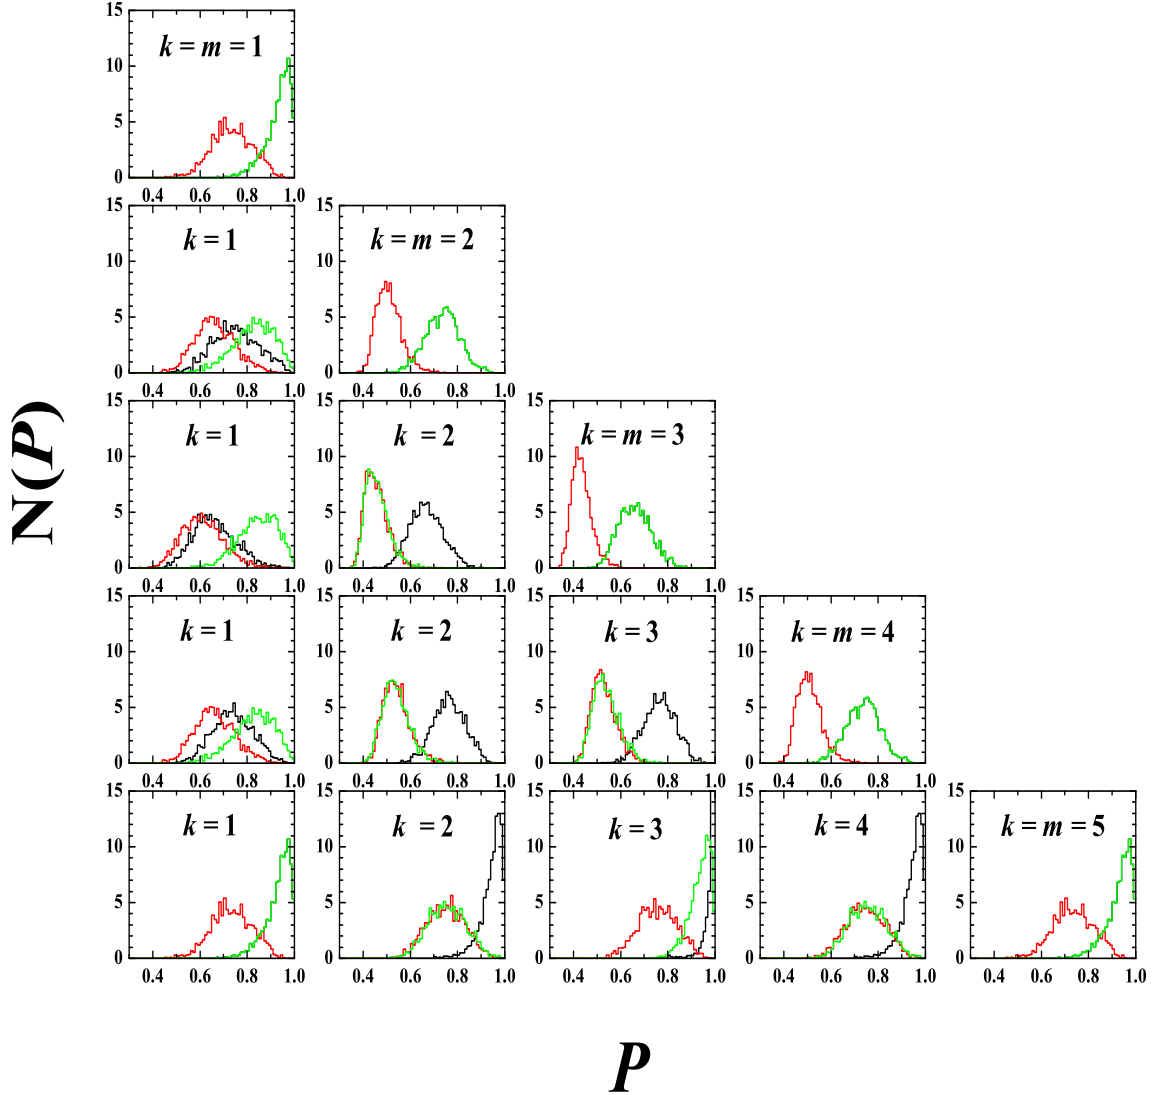 15
k = m = 1
10
5
0
0.4 0.6 0.8 1.0
15 15
k = 1 k = m = 2
10 10
5 5
0 0
0.4 0.6 0.8 1.0 0.4 0.6 0.8 1.0
15 15 15
k = 1 k = 2 k = m = 3
10 10 10
5 5 5
0 0 0
0.4 0.6 0.8 1.0 0.4 0.6 0.8 1.0 0.4 0.6 0.8 1.0
N(P)
15 15 15 15
k = 1 k = 2 k = 3 k = m = 4
10 10 10 10
5 5 5 5
0 0 0 0
0.4 0.6 0.8 1.0 0.4 0.6 0.8 1.0 0.4 0.6 0.8 1.0 0.4 0.6 0.8 1.0
15 15 15 15 15
k = 1 k = 2 k = 3 k = 4 k = m = 5
10 10 10 10 10
5 5 5 5 5
0 0 0 0 0
0.4 0.6 0.8 1.0 0.4 0.6 0.8 1.0 0.4 0.6 0.8 1.0 0.4 0.6 0.8 1.0 0.4 0.6 0.8 1.0
P